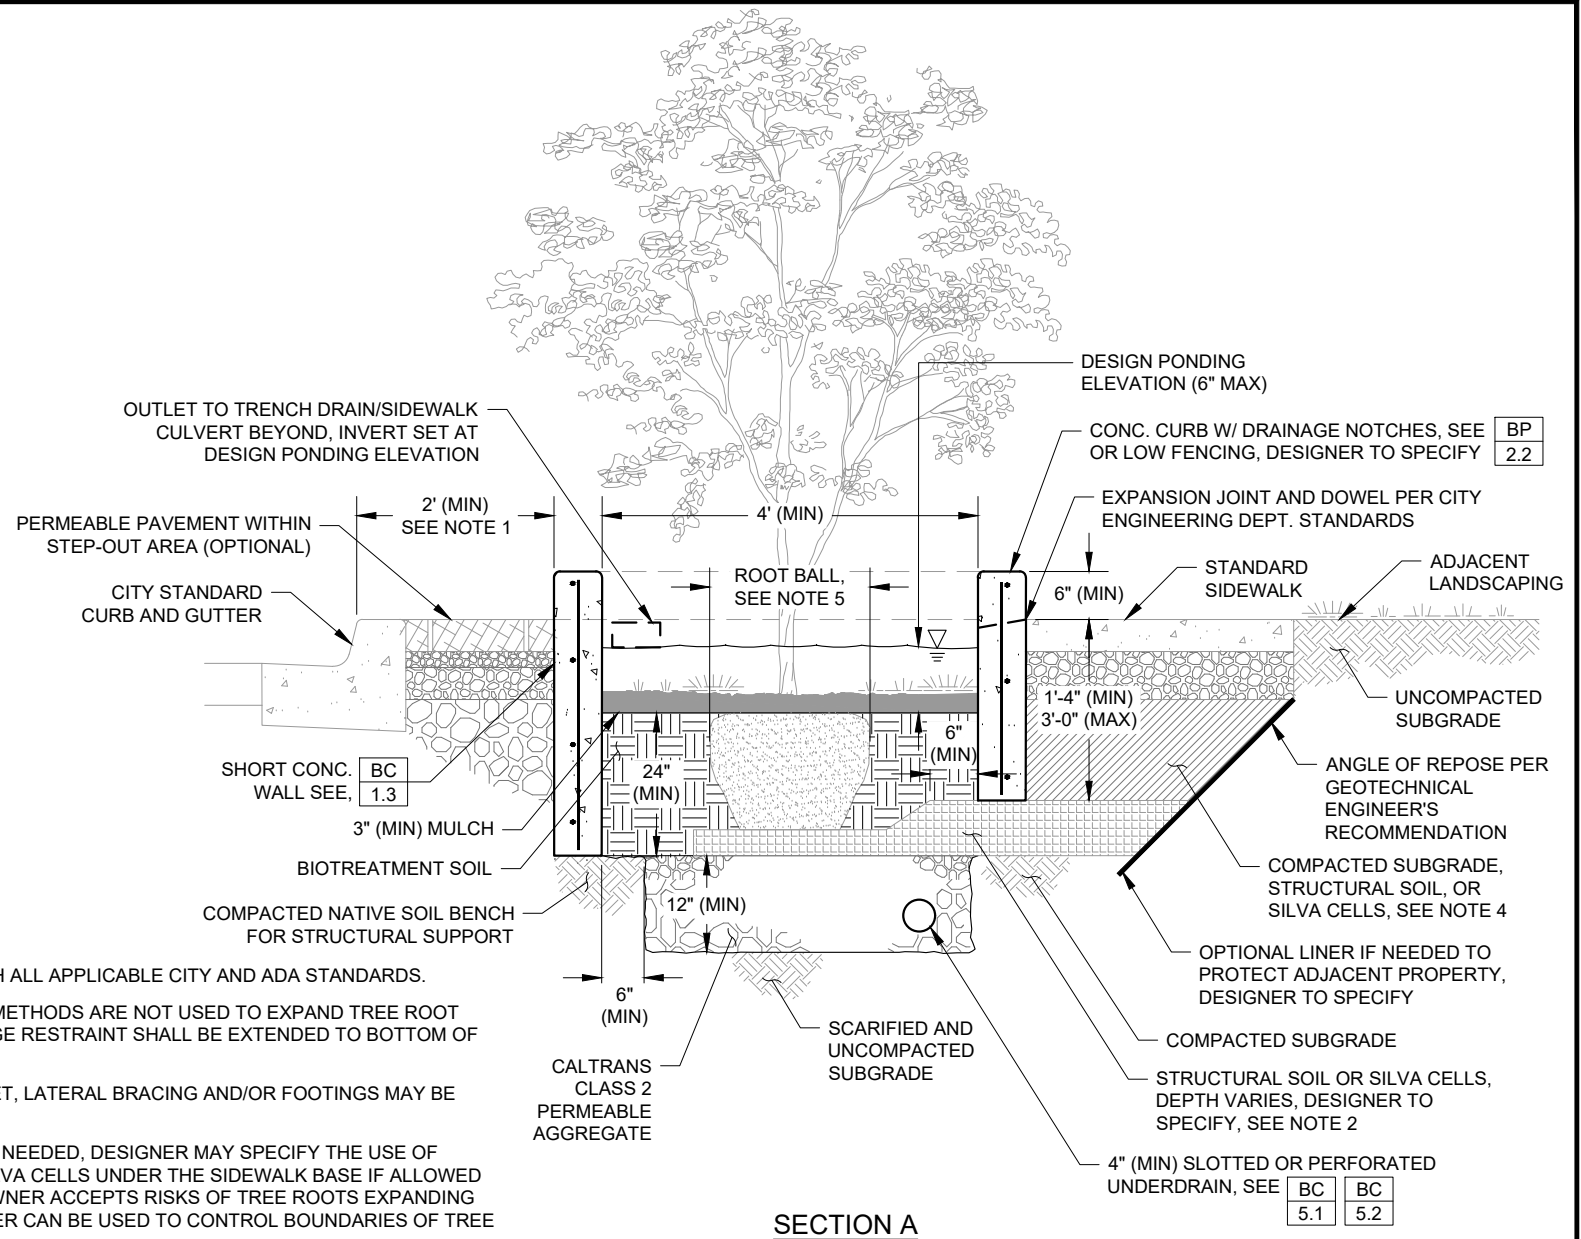 DESIGN PONDING
ELEVATION (6" MAX)
OUTLET TO TRENCH DRAIN/SIDEWALK
CULVERT BEYOND, INVERT SET AT
DESIGN PONDING ELEVATION
CONC. CURB W/ DRAINAGE NOTCHES, SEE BP 2.2
OR LOW FENCING, DESIGNER TO SPECIFY
2' (MIN)
SEE NOTE 1
4' (MIN)
EXPANSION JOINT AND DOWEL PER CITY
ENGINEERING DEPT. STANDARDS
PERMEABLE PAVEMENT WITHIN
STEP-OUT AREA (OPTIONAL)
ROOT BALL,
SEE NOTE 5
6" (MIN)
STANDARD
SIDEWALK
ADJACENT
LANDSCAPING
CITY STANDARD
CURB AND GUTTER
1'-4" (MIN)
3'-0" (MAX)
UNCOMPACTED
SUBGRADE
6"
(MIN)
24"
(MIN)
SHORT CONC.
WALL SEE,
BC
1.3
ANGLE OF REPOSE PER
GEOTECHNICAL
ENGINEER'S
RECOMMENDATION
3" (MIN) MULCH
BIOTREATMENT SOIL
COMPACTED SUBGRADE,
STRUCTURAL SOIL, OR
SILVA CELLS, SEE NOTE 4
12" (MIN)
COMPACTED NATIVE SOIL BENCH
FOR STRUCTURAL SUPPORT
OPTIONAL LINER IF NEEDED TO
PROTECT ADJACENT PROPERTY,
DESIGNER TO SPECIFY
H ALL APPLICABLE CITY AND ADA STANDARDS.
METHODS ARE NOT USED TO EXPAND TREE ROOT
GE RESTRAINT SHALL BE EXTENDED TO BOTTOM OF
ET, LATERAL BRACING AND/OR FOOTINGS MAY BE
NEEDED, DESIGNER MAY SPECIFY THE USE OF
VA CELLS UNDER THE SIDEWALK BASE IF ALLOWED
WNER ACCEPTS RISKS OF TREE ROOTS EXPANDING
ER CAN BE USED TO CONTROL BOUNDARIES OF TREE
6"
(MIN)
CALTRANS
CLASS 2
PERMEABLE
AGGREGATE
SCARIFIED AND
UNCOMPACTED
SUBGRADE
COMPACTED SUBGRADE
STRUCTURAL SOIL OR SILVA CELLS,
DEPTH VARIES, DESIGNER TO
SPECIFY, SEE NOTE 2
4" (MIN) SLOTTED OR PERFORATED
UNDERDRAIN, SEE
BC
5.1
BC
5.2
SECTION A